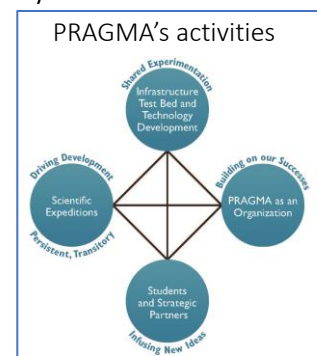 PRAGMA's activities
Shared Experimentation
Infrastructure
Test Bed and
Technology
Development
Driving Development
Scientific
Expeditions
Persistent, Transitory
Building on our Successes
PRAGMA as an
Organization
Students
and Strategic
Partners
Infusing New Ideas